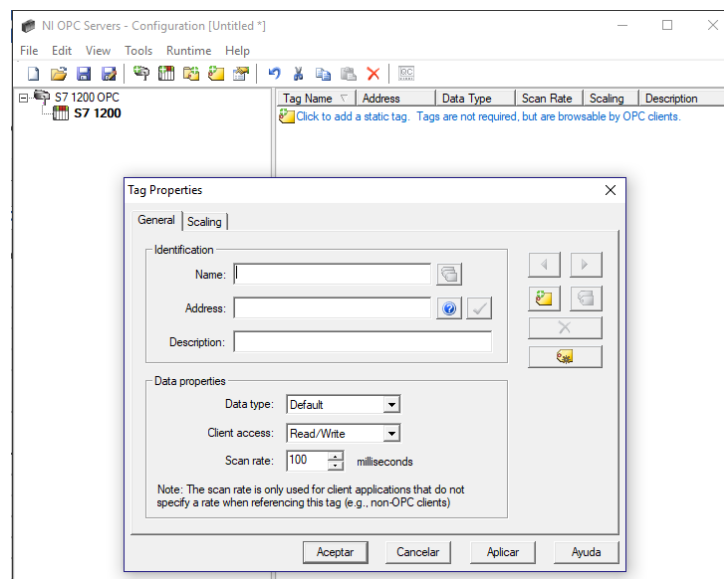 NI OPC Servers - Configuration [Untitled *]
File Edit View Tools Runtime Help
S7 1200 OPC
S7 1200
Tag Name Address Data Type Scan Rate Scaling Description
Click to add a static tag. Tags are not required, but are browsable by OPC clients.
Tag Properties
General Scaling
Identification
Name:
Address:
Description:
Data properties
Data type: Default
Client access: Read/Write
Scan rate: 100 milliseconds
Note: The scan rate is only used for client applications that do not
specify a rate when referencing this tag (e.g., non-OPC clients)
Aceptar Cancelar Aplicar Ayuda